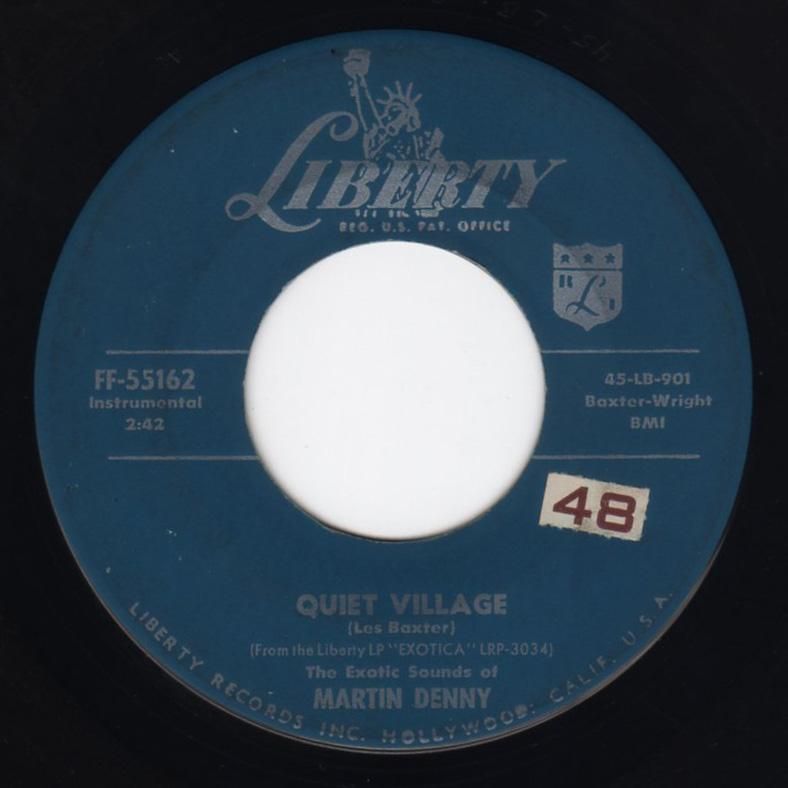 LIBERTY
REG. U.S. PAT. OFFICE
FF-55162
Instrumental
2:42
45-LB-901
Baxter-Wright
BMI
48
QUIET VILLAGE
(Les Baxter)
(From the Liberty LP "EXOTICA" LRP-3034)
The Exotic Sounds of
MARTIN DENNY
LIBERTY RECORDS INC. HOLLYWOOD, CALIF. U.S.A.